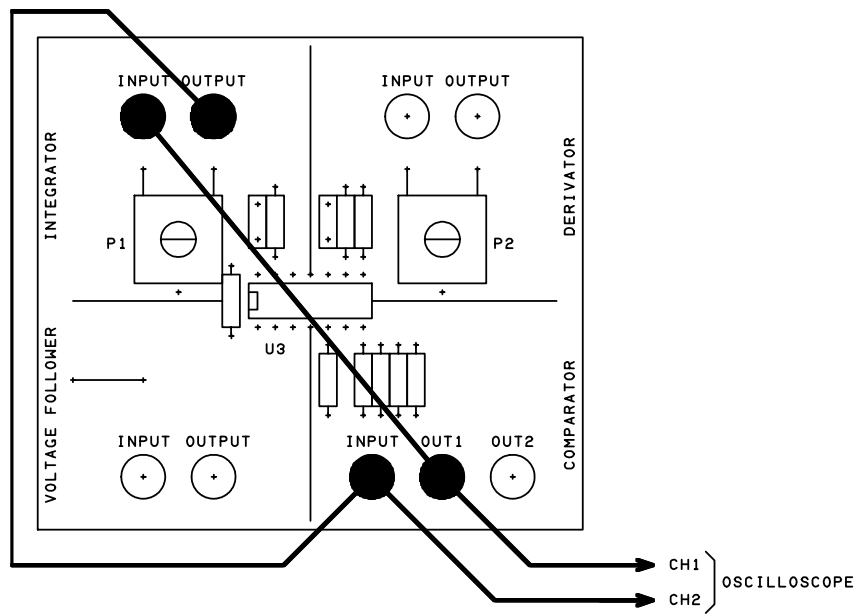 INPUT OUTPUT
INPUT OUTPUT
INTEGRATOR
DERIVATOR
P1
P2
U3
VOLTAGE FOLLOWER
COMPARATOR
INPUT OUTPUT
INPUT OUT1 OUT2
CH1
OSCILLOSCOPE
CH2